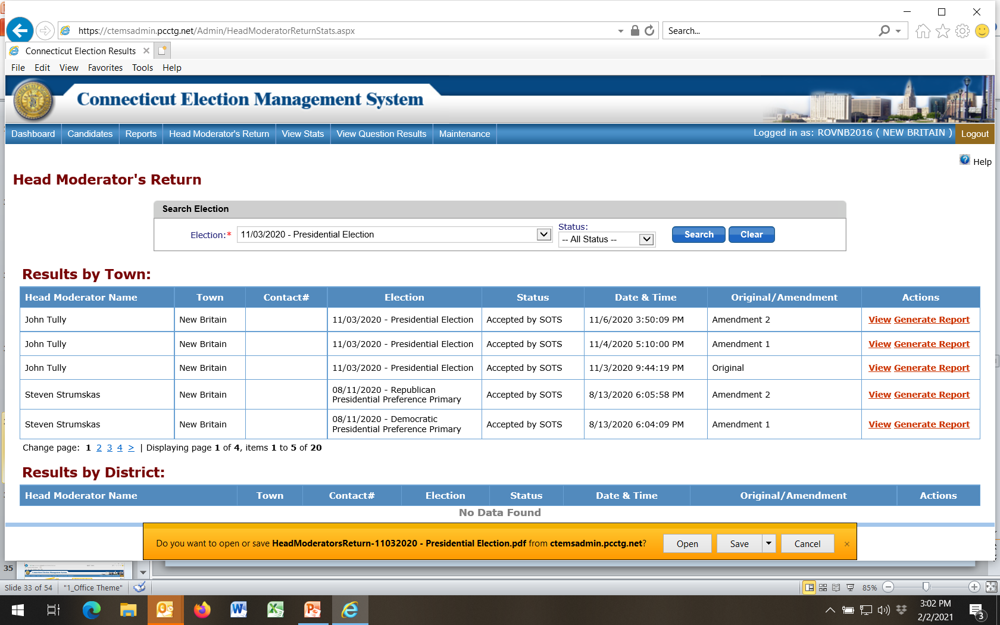 https://ctemsadmin.pcctg.net/Admin/HeadModeratorReturnStats.aspx
Search...
Connecticut Election Results
File Edit View Favorites Tools Help
Connecticut Election Management System
Dashboard Candidates Reports Head Moderator's Return View Stats View Question Results Maintenance Logged in as: ROVNB2016 ( NEW BRITAIN ) Logout
Help
Head Moderator's Return
Search Election
Election:* 11/03/2020 - Presidential Election
Status:
-- All Status --
Search Clear
Results by Town:
Head Moderator Name Town Contact# Election Status Date & Time Original/Amendment Actions
John Tully New Britain 11/03/2020 - Presidential Election Accepted by SOTS 11/6/2020 3:50:09 PM Amendment 2 View Generate Report
John Tully New Britain 11/03/2020 - Presidential Election Accepted by SOTS 11/4/2020 5:10:00 PM Amendment 1 View Generate Report
John Tully New Britain 11/03/2020 - Presidential Election Accepted by SOTS 11/3/2020 9:44:19 PM Original View Generate Report
Steven Strumskas New Britain 08/11/2020 - Republican Presidential Preference Primary Accepted by SOTS 8/13/2020 6:05:58 PM Amendment 2 View Generate Report
Steven Strumskas New Britain 08/11/2020 - Democratic Presidential Preference Primary Accepted by SOTS 8/13/2020 6:04:09 PM Amendment 1 View Generate Report
Change page: 1 2 3 4 > | Displaying page 1 of 4, items 1 to 5 of 20
Results by District:
Head Moderator Name Town Contact# Election Status Date & Time Original/Amendment Actions
No Data Found
Do you want to open or save HeadModeratorsReturn-11032020 - Presidential Election.pdf from ctemsadmin.pcctg.net? Open Save Cancel ×
35
Slide 33 of 54 "1_Office Theme" 85%
3:02 PM
2/2/2021
3